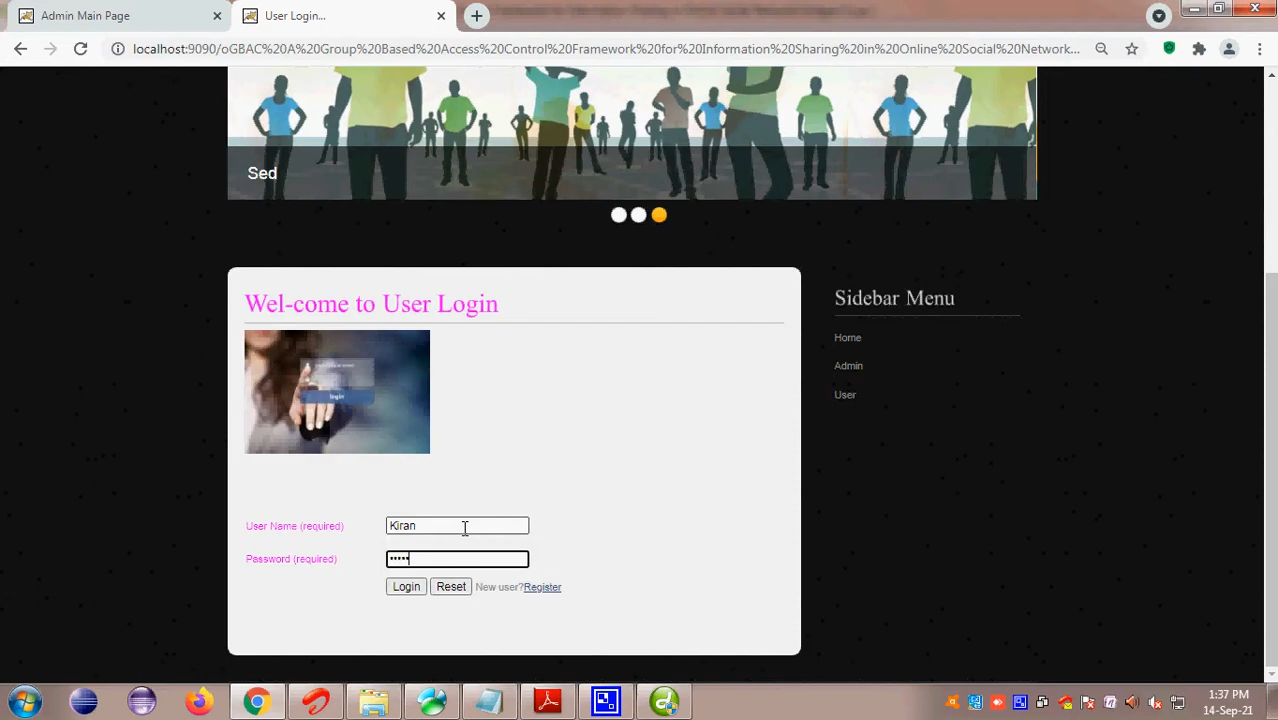 Admin Main Page
User Login...
localhost:9090/oGBAC%20A%20Group%20Based%20Access%20Control%20Framework%20for%20Information%20Sharing%20in%20Online%20Social%20Network...
Sed
Wel-come to User Login
Sidebar Menu
Home
Admin
User
login
User Name (required)
Kiran
Password (required)
•••••
Login
Reset
New user?Register
1:37 PM
14-Sep-21